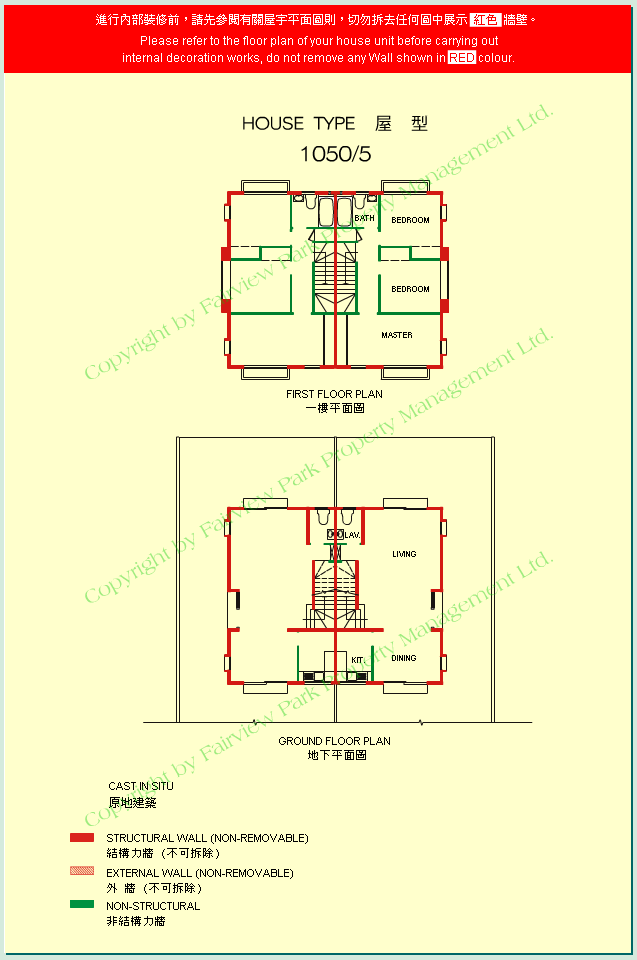 進行內部裝修前，請先參閱有關屋宇平面圖則，切勿拆去任何圖中展示 紅色 牆壁。
Please refer to the floor plan of your house unit before carrying out
internal decoration works, do not remove any Wall shown in RED colour.
HOUSE TYPE 屋 型
1050/5
BATH
BEDROOM
BEDROOM
MASTER
Copyright by Fairview Park Property Management Ltd.
FIRST FLOOR PLAN
一樓平面圖
Copyright by Fairview Park Property Management Ltd.
LAV.
LIVING
KIT.
DINING
Copyright by Fairview Park Property Management Ltd.
GROUND FLOOR PLAN
地下平面圖
CAST IN SITU
原地建築
STRUCTURAL WALL (NON-REMOVABLE)
結構力牆 (不可拆除)
EXTERNAL WALL (NON-REMOVABLE)
外 牆 (不可拆除)
NON-STRUCTURAL
非結構力牆